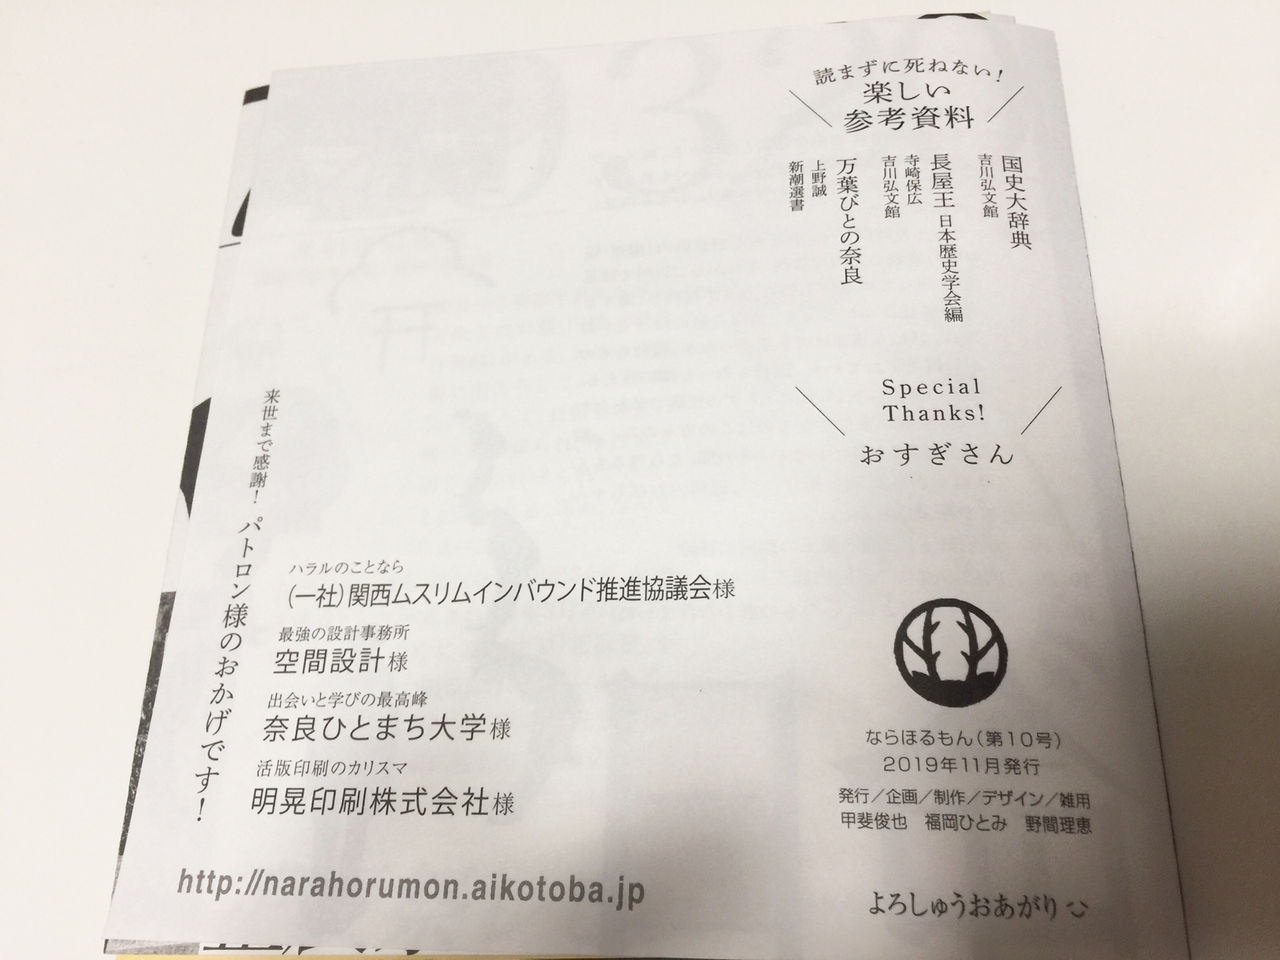 読まずに死ねない!
楽しい
参考資料
国史大辞典
吉川弘文館
長屋王 日本歴史学会編
寺崎保広
吉川弘文館
万葉びとの奈良
上野誠
新潮選書
Special
Thanks!
おすぎさん
来世まで感謝! パトロン様のおかげです!
ハラルのことなら
(一社)関西ムスリムインバウンド推進協議会様
最強の設計事務所
空間設計様
出会いと学びの最高峰
奈良ひとまち大学様
活版印刷のカリスマ
明晃印刷株式会社様
http://narahorumon.aikotoba.jp
ならほるもん(第10号)
2019年11月発行
発行/企画/制作/デザイン/雑用
甲斐俊也 福岡ひとみ 野間理恵
よろしゅうおあがり